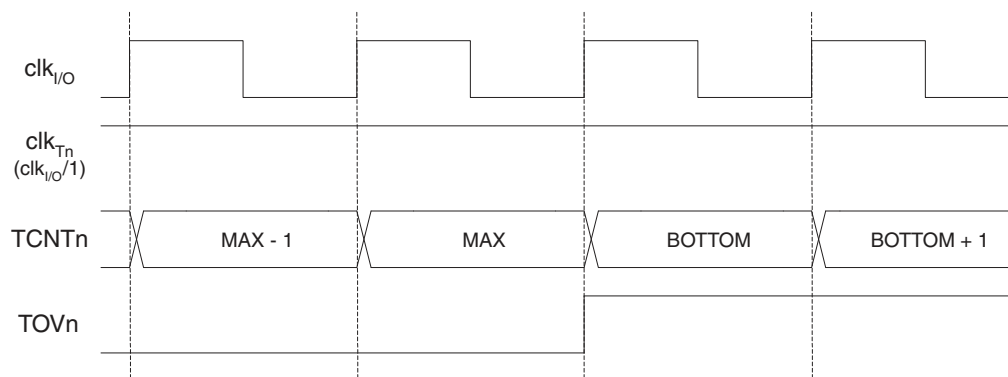 clkI/O
clkTn
(clkI/O/1)
TCNTn MAX - 1 MAX BOTTOM BOTTOM + 1
TOVn